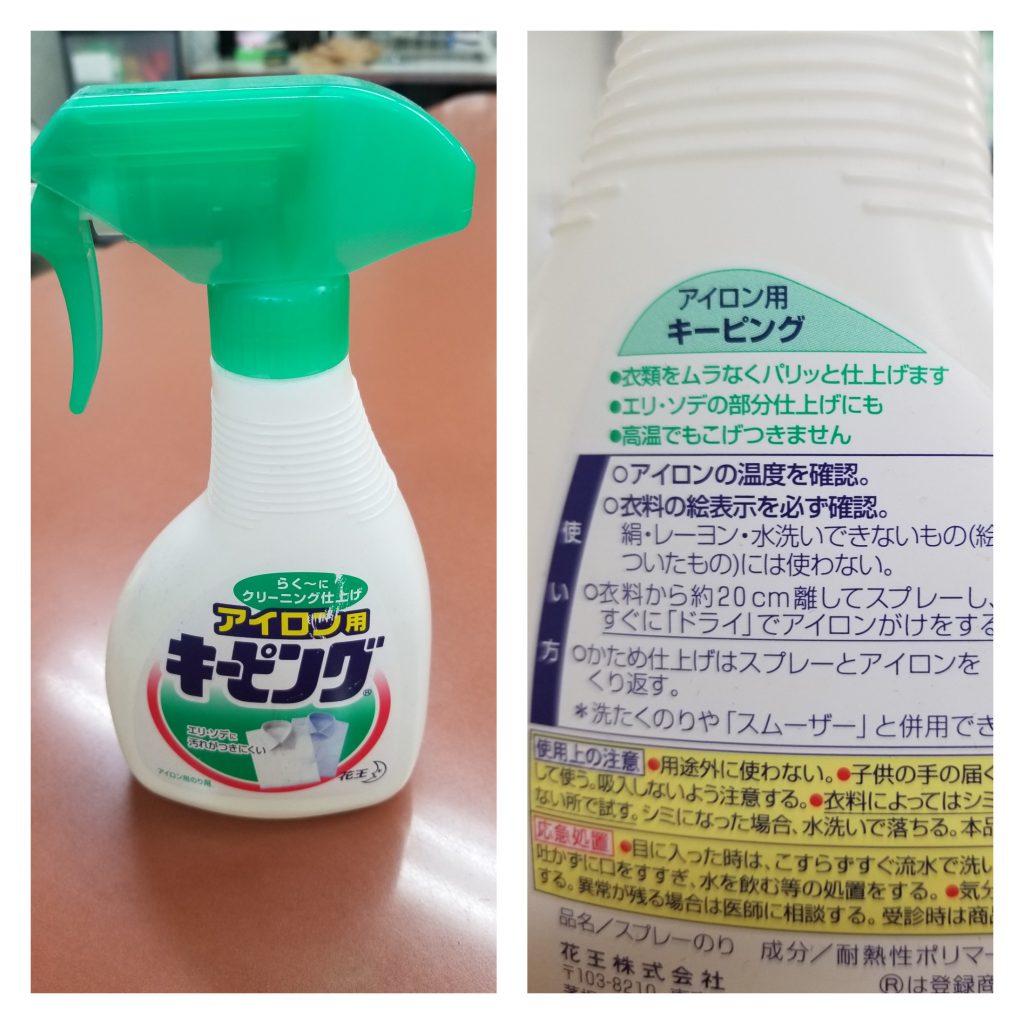 らく～に
クリーニング仕上げ
アイロン用
キーピング®
エリ・ソデに
汚れがつきにくい
花王
アイロン用のり剤
アイロン用
キーピング
●衣類をムラなくパリッと仕上げます
●エリ・ソデの部分仕上げにも
●高温でもこげつきません
使い方
○アイロンの温度を確認。
○衣料の絵表示を必ず確認。
絹・レーヨン・水洗いできないもの(絵
ついたもの)には使わない。
○衣料から約20cm離してスプレーし、
すぐに「ドライ」でアイロンがけをする
○かため仕上げはスプレーとアイロンを
くり返す。
*洗たくのりや「スムーザー」と併用でき
使用上の注意 ●用途外に使わない。●子供の手の届く
して使う。吸入しないよう注意する。●衣料によってはシミ
ない所で試す。シミになった場合、水洗いで落ちる。本品
応急処置 ●目に入った時は、こすらずすぐ流水で洗い
吐かずに口をすすぎ、水を飲む等の処置をする。●気分
する。異常が残る場合は医師に相談する。受診時は商品
品名/スプレーのり 成分/耐熱性ポリマー
花王株式会社
〒103-8210
®は登録商